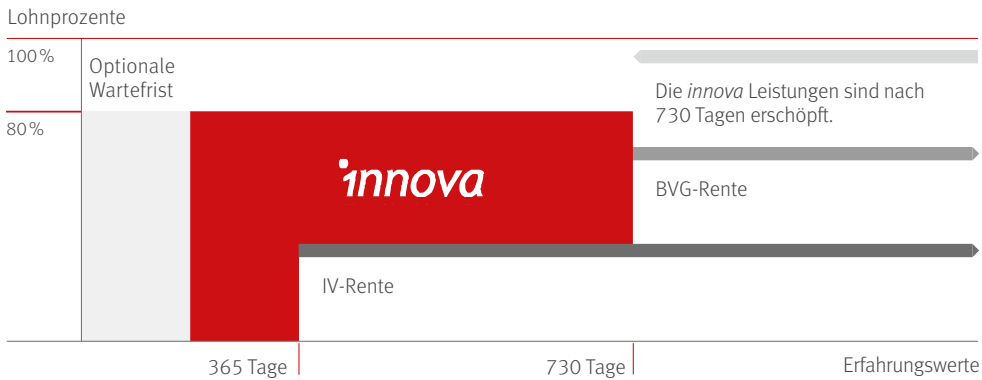 Lohnprozente
100 %
Optionale
Wartefrist
Die innova Leistungen sind nach
730 Tagen erschöpft.
80 %
innova
BVG-Rente
IV-Rente
365 Tage
730 Tage
Erfahrungswerte